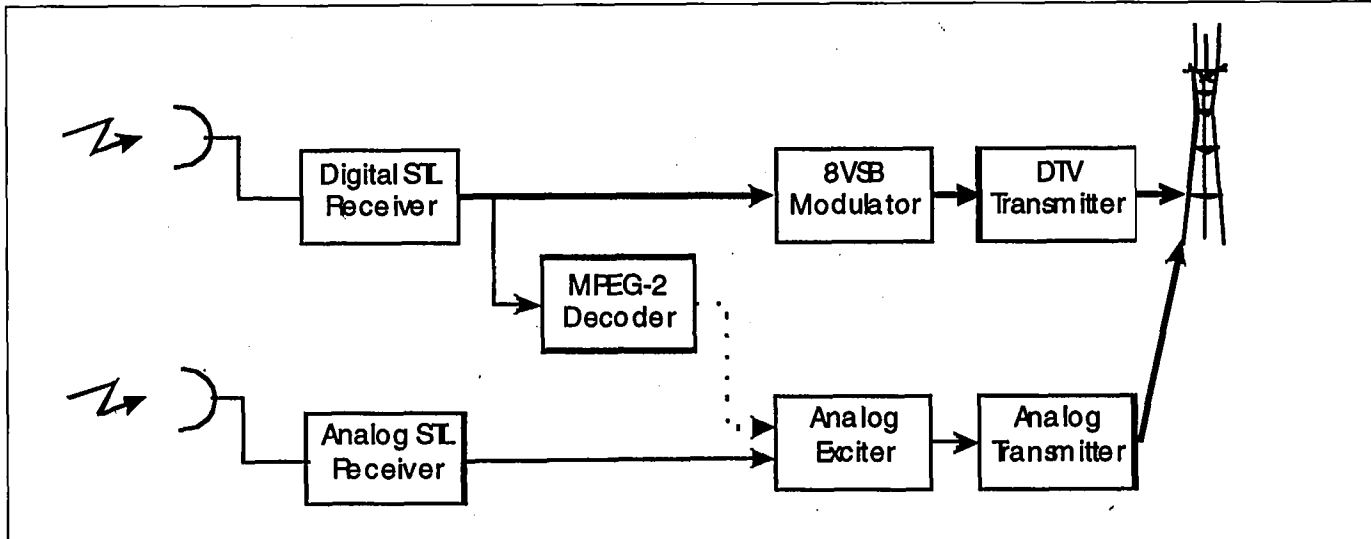 Digital STL
Receiver
8VSB
Modulator
DTV
Transmitter
MPEG-2
Decoder
Analog STL
Receiver
Analog
Exciter
Analog
Transmitter